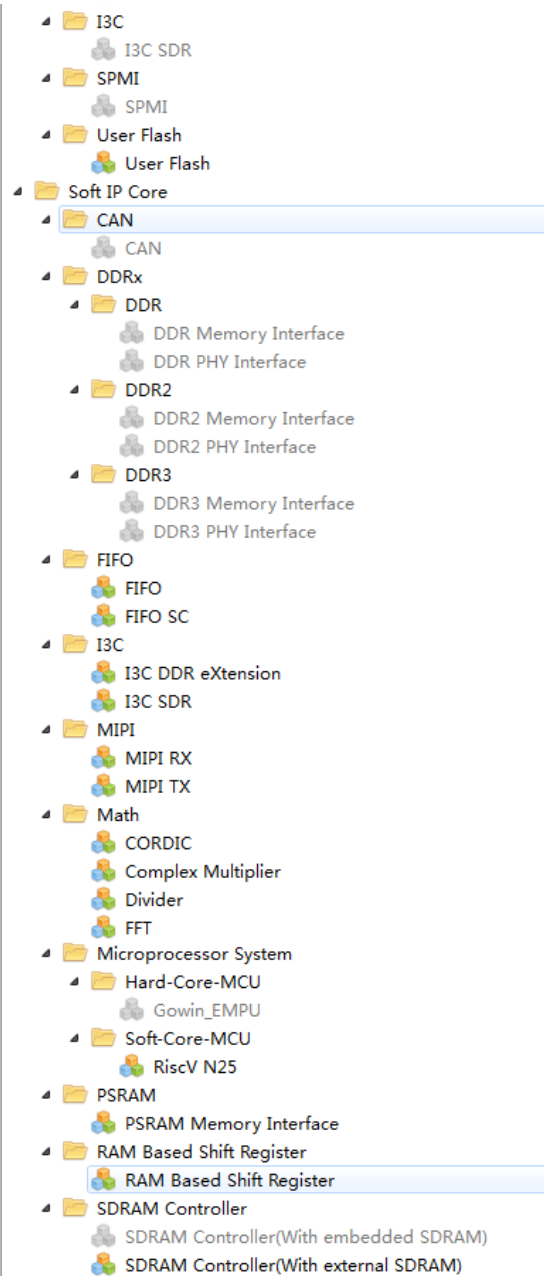 I3C
I3C SDR
SPMI
SPMI
User Flash
User Flash
Soft IP Core
CAN
CAN
DDRx
DDR
DDR Memory Interface
DDR PHY Interface
DDR2
DDR2 Memory Interface
DDR2 PHY Interface
DDR3
DDR3 Memory Interface
DDR3 PHY Interface
FIFO
FIFO
FIFO SC
I3C
I3C DDR eXtension
I3C SDR
MIPI
MIPI RX
MIPI TX
Math
CORDIC
Complex Multiplier
Divider
FFT
Microprocessor System
Hard-Core-MCU
Gowin_EMPU
Soft-Core-MCU
RiscV N25
PSRAM
PSRAM Memory Interface
RAM Based Shift Register
RAM Based Shift Register
SDRAM Controller
SDRAM Controller(With embedded SDRAM)
SDRAM Controller(With external SDRAM)